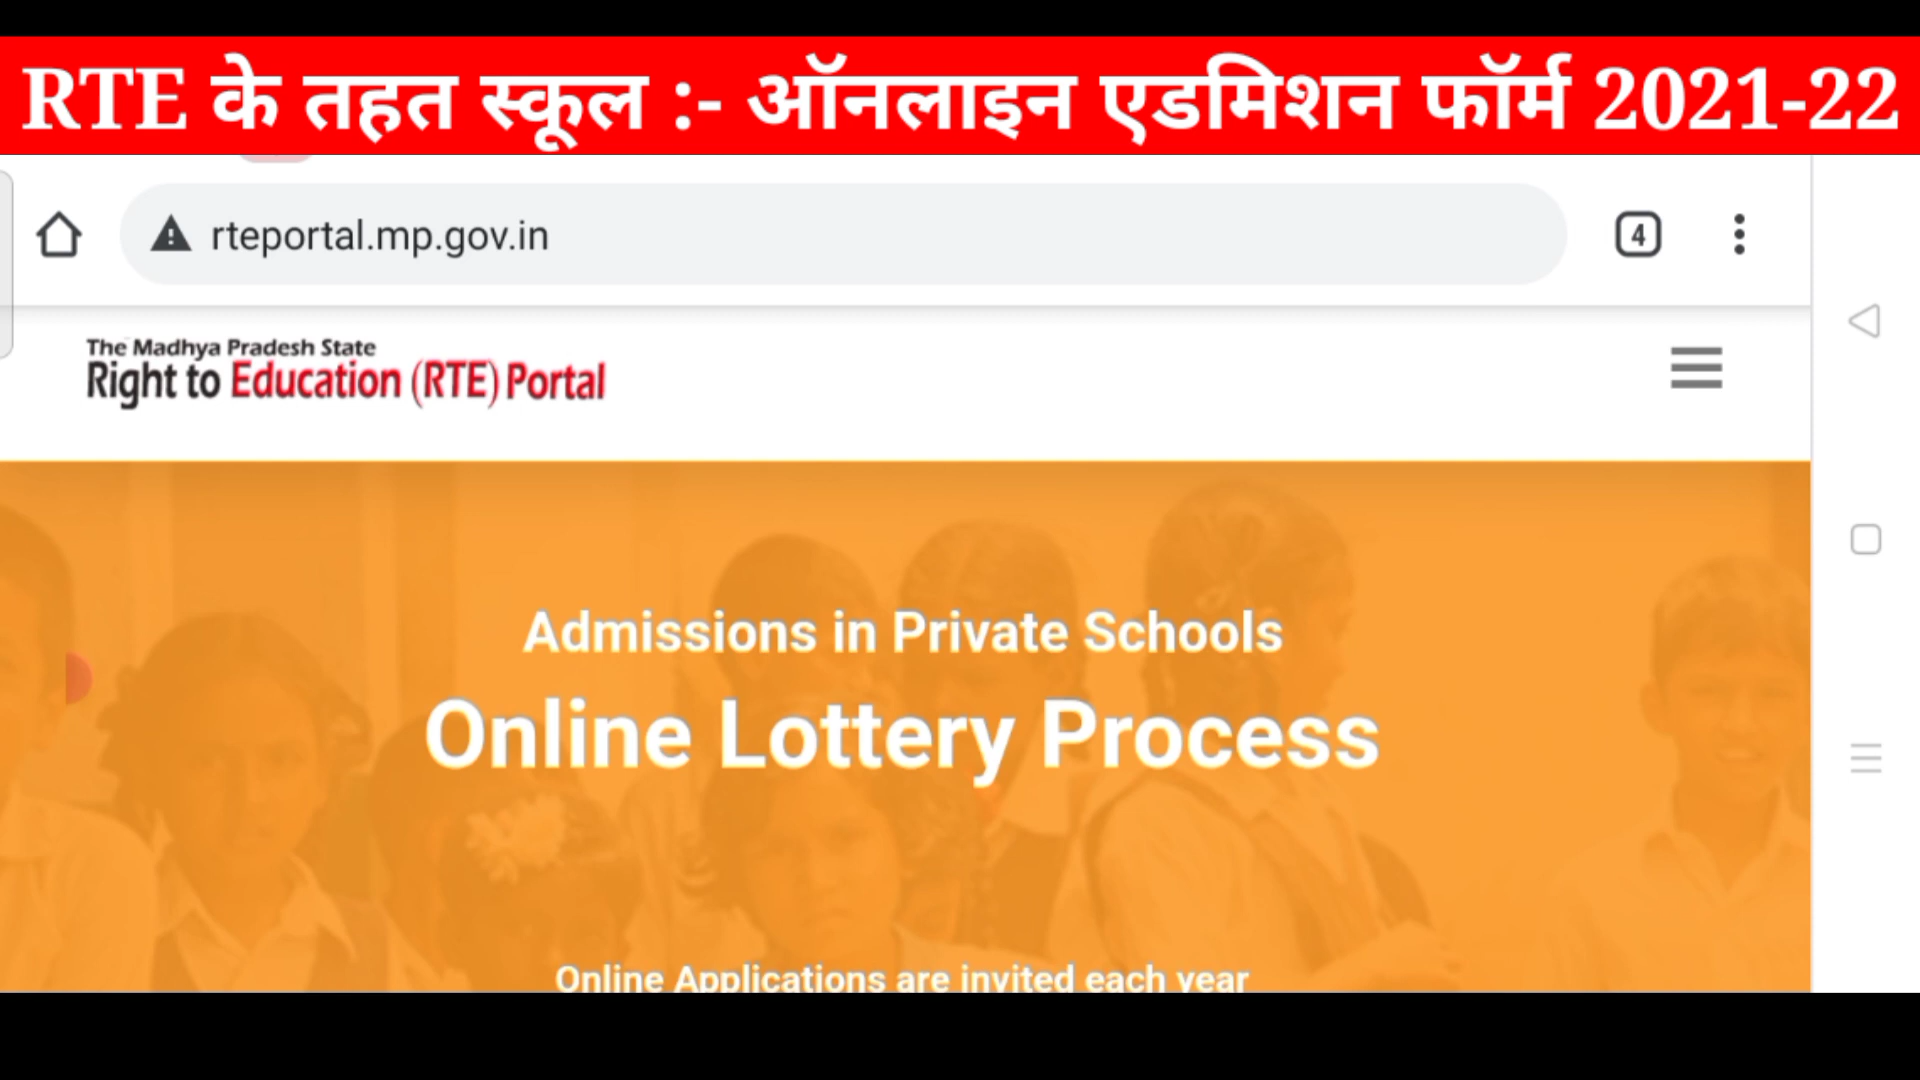 RTE के तहत स्कूल :- ऑनलाइन एडमिशन फॉर्म 2021-22
rteportal.mp.gov.in
4
The Madhya Pradesh State
Right to Education (RTE) Portal
Admissions in Private Schools
Online Lottery Process
Online Applications are invited each year